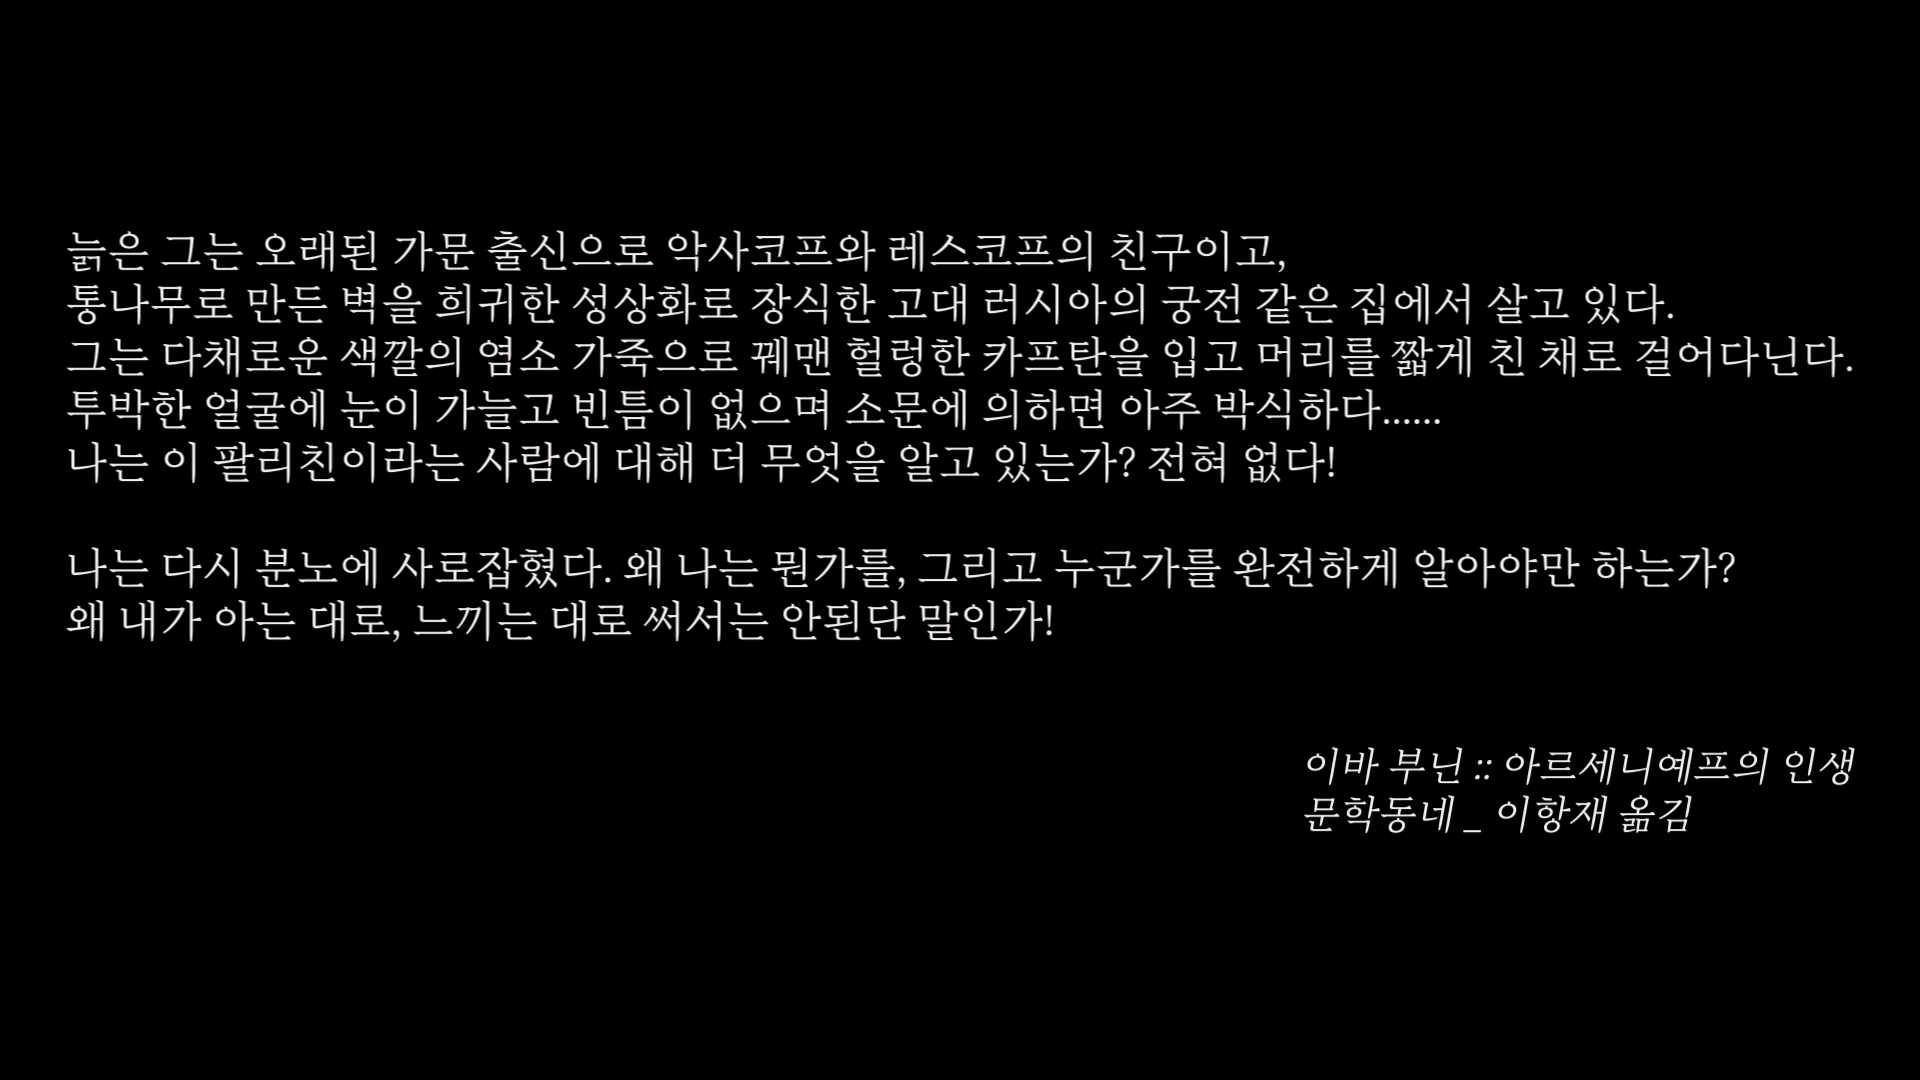 늙은 그는 오래된 가문 출신으로 악사코프와 레스코프의 친구이고,
통나무로 만든 벽을 희귀한 성상화로 장식한 고대 러시아의 궁전 같은 집에서 살고 있다.
그는 다채로운 색깔의 염소 가죽으로 꿰맨 헐렁한 카프탄을 입고 머리를 짧게 친 채로 걸어다닌다.
투박한 얼굴에 눈이 가늘고 빈틈이 없으며 소문에 의하면 아주 박식하다......
나는 이 팔리친이라는 사람에 대해 더 무엇을 알고 있는가? 전혀 없다!
나는 다시 분노에 사로잡혔다. 왜 나는 뭔가를, 그리고 누군가를 완전하게 알아야만 하는가?
왜 내가 아는 대로, 느끼는 대로 써서는 안된단 말인가!
이바 부닌 :: 아르세니예프의 인생
문학동네 _ 이항재 옮김